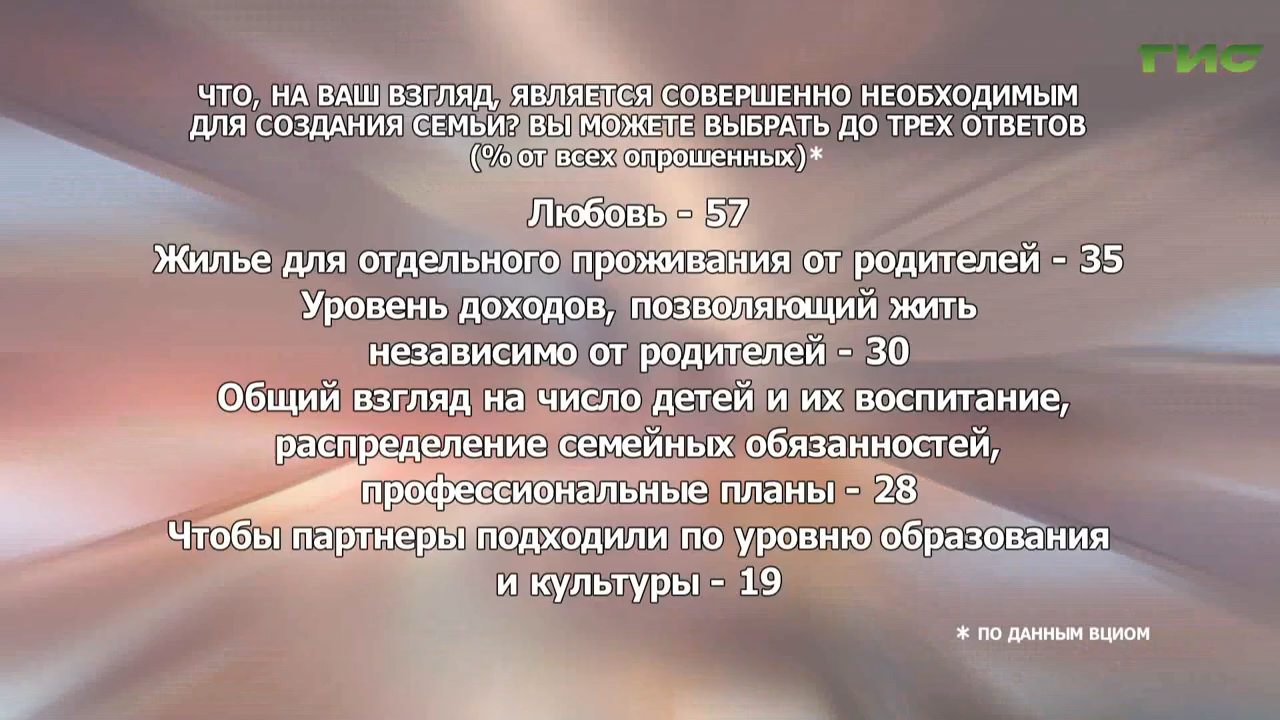 ГИС
ЧТО, НА ВАШ ВЗГЛЯД, ЯВЛЯЕТСЯ СОВЕРШЕННО НЕОБХОДИМЫМ
ДЛЯ СОЗДАНИЯ СЕМЬИ? ВЫ МОЖЕТЕ ВЫБРАТЬ ДО ТРЕХ ОТВЕТОВ
(% от всех опрошенных)*
Любовь - 57
Жилье для отдельного проживания от родителей - 35
Уровень доходов, позволяющий жить
независимо от родителей - 30
Общий взгляд на число детей и их воспитание,
распределение семейных обязанностей,
профессиональные планы - 28
Чтобы партнеры подходили по уровню образования
и культуры - 19
* ПО ДАННЫМ ВЦИОМ